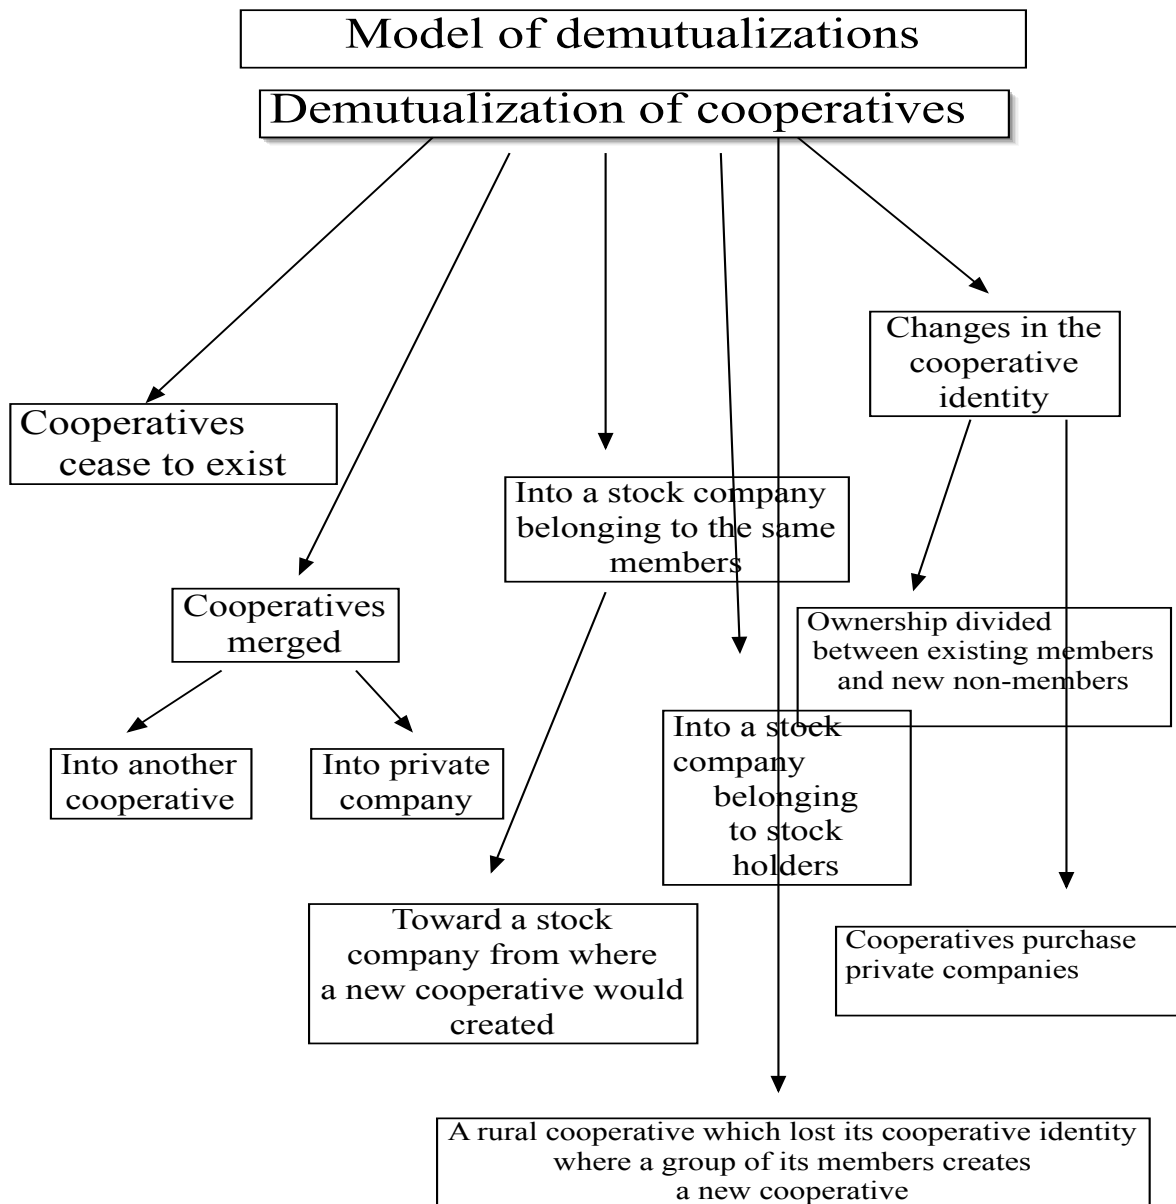 Model of demutualizations
Demutualization of cooperatives
Changes in the
cooperative
identity
Cooperatives
cease to exist
Into a stock company
belonging to the same
members
Cooperatives
merged
Ownership divided
between existing members
and new non-members
Into a stock
company
belonging
to stock
holders
Into another
cooperative
Into private
company
Toward a stock
company from where
a new cooperative would
created
Cooperatives purchase
private companies
A rural cooperative which lost its cooperative identity
where a group of its members creates
a new cooperative